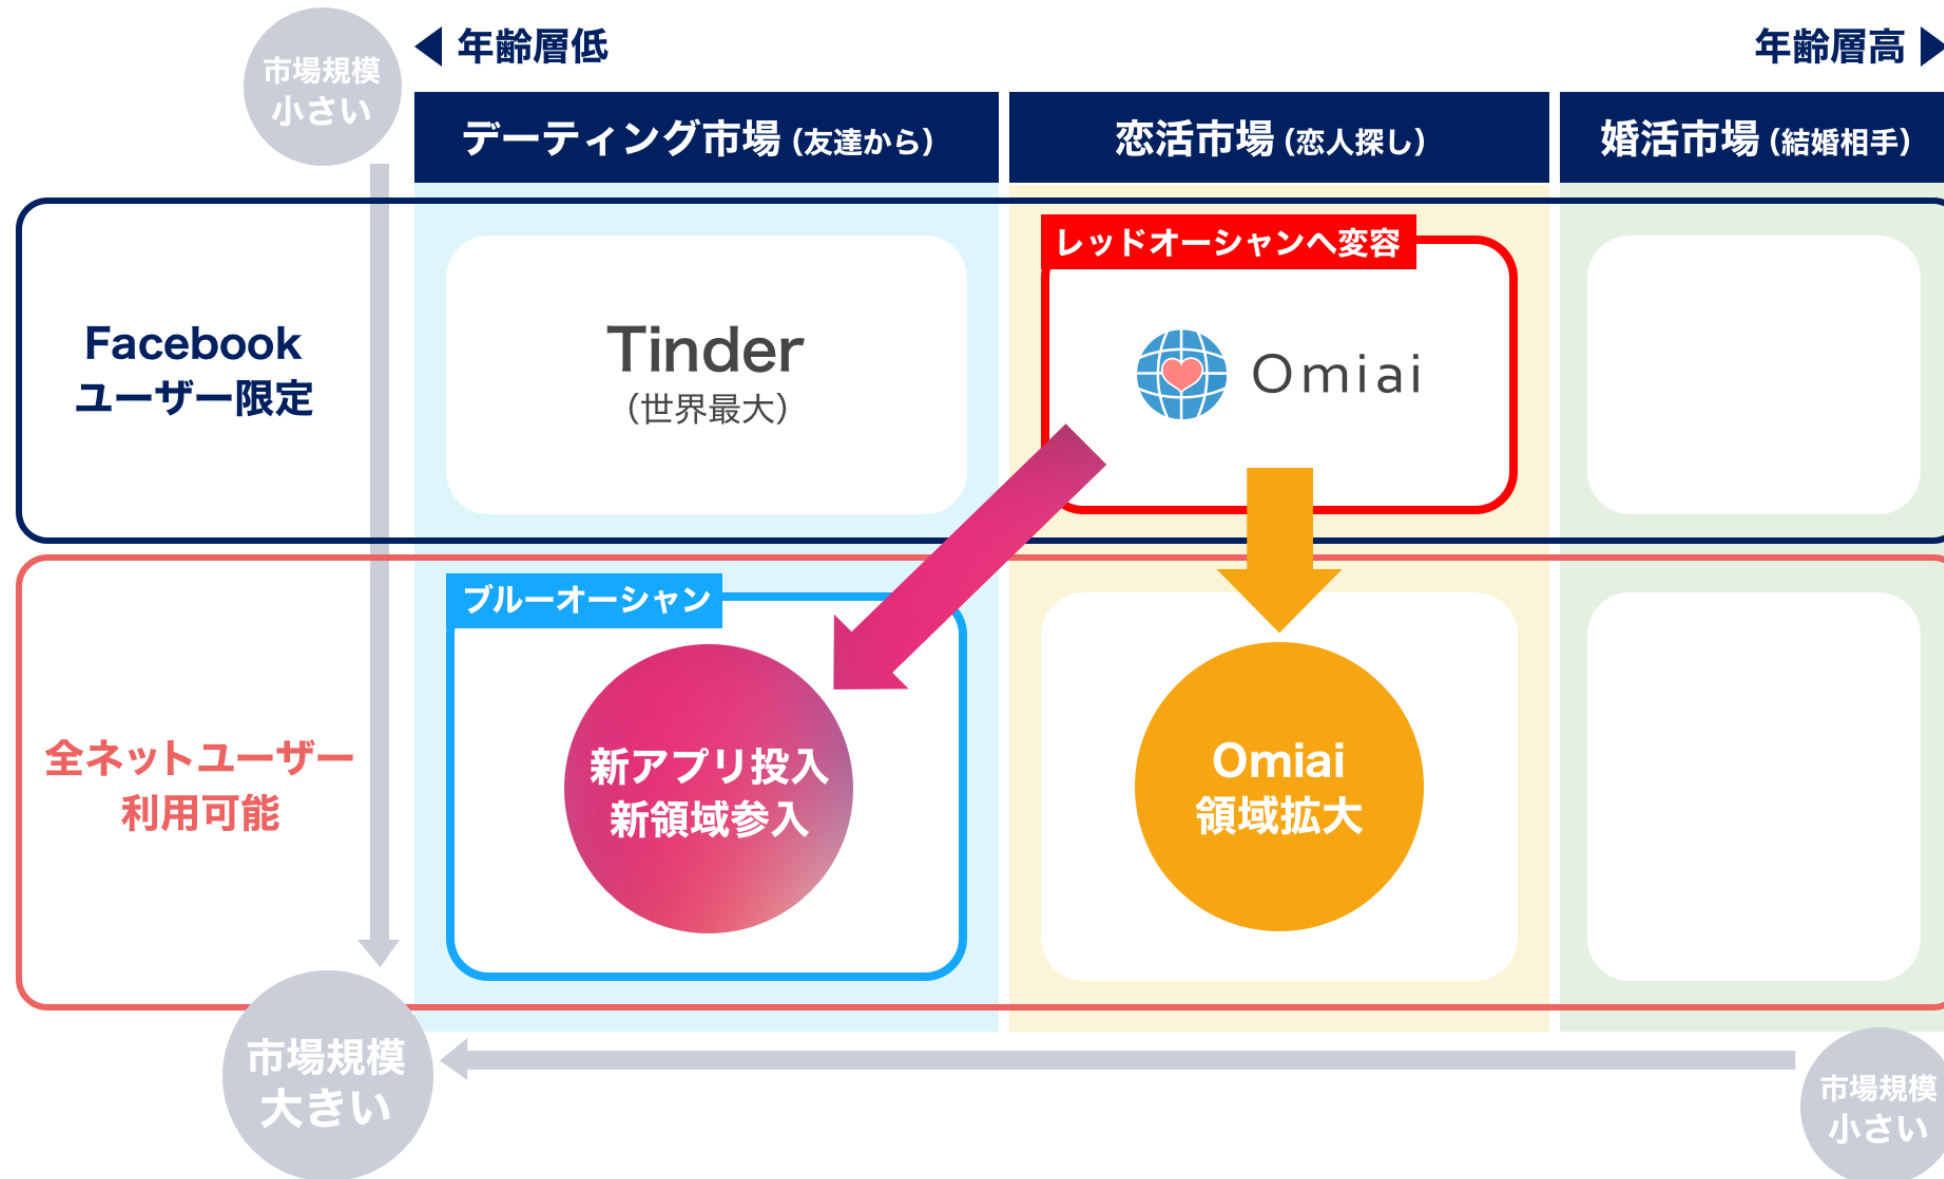 市場規模
小さい
年齢層低
年齢層高
デーティング市場 (友達から)
恋活市場 (恋人探し)
婚活市場 (結婚相手)
Facebook
ユーザー限定
Tinder
(世界最大)
レッドオーシャンへ変容
Omiai
全ネットユーザー
利用可能
ブルーオーシャン
新アプリ投入
新領域参入
Omiai
領域拡大
市場規模
大きい
市場規模
小さい